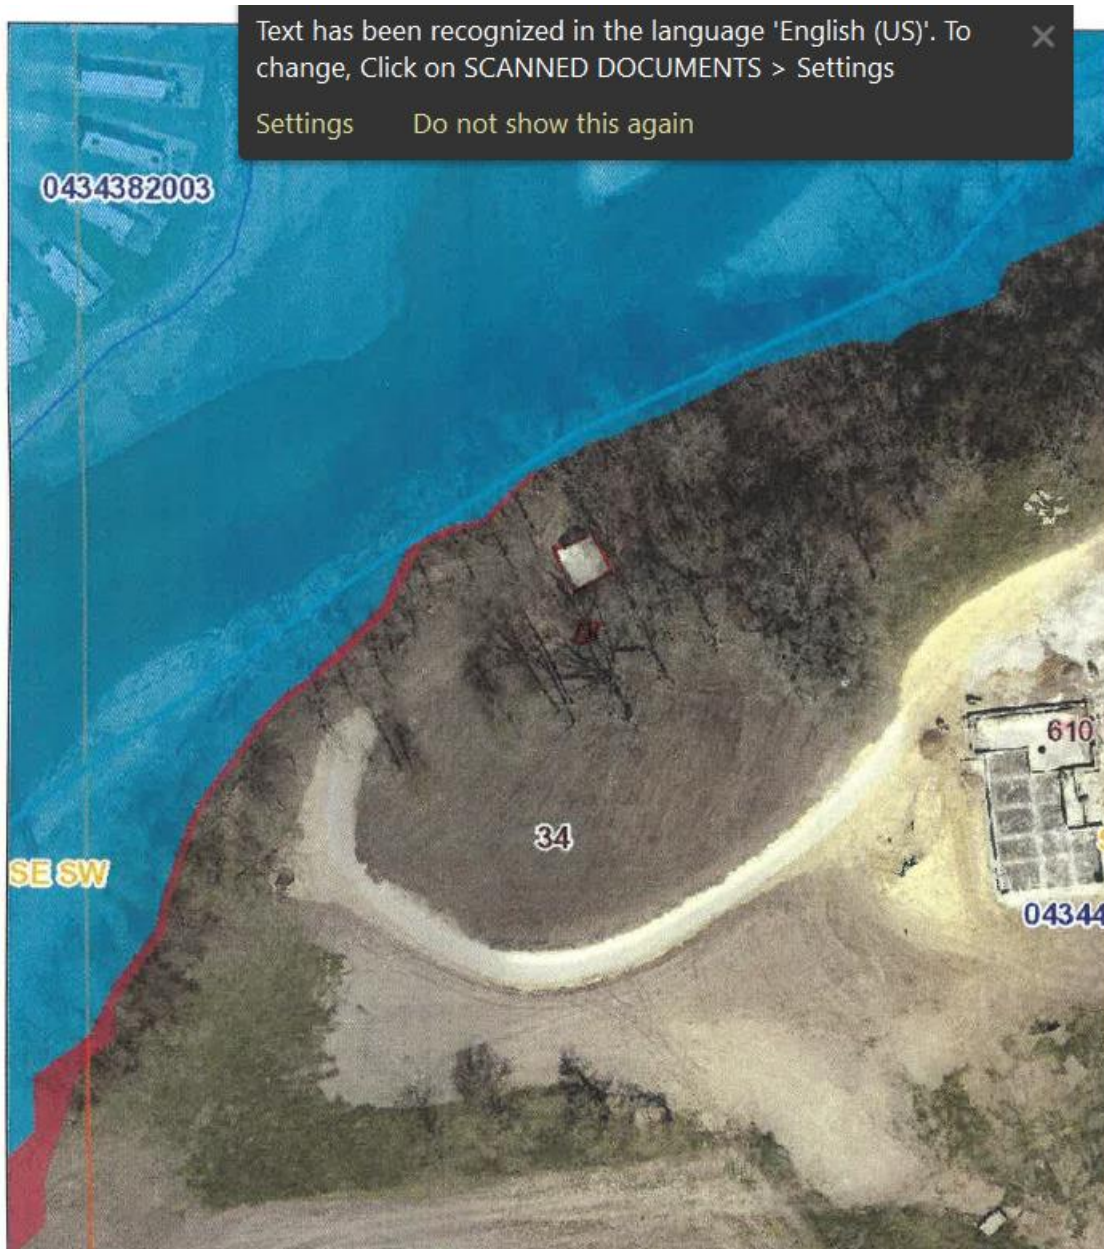 Text has been recognized in the language 'English (US)'. To
change, Click on SCANNED DOCUMENTS > Settings
Settings Do not show this again
0434382003
610
34
SE SW
04344